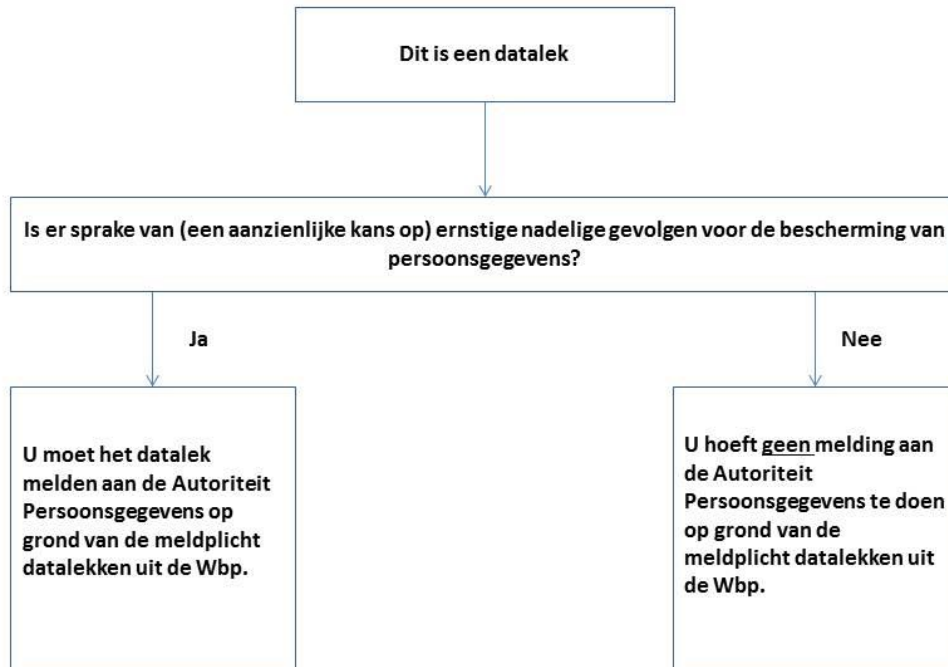 Dit is een datalek
Is er sprake van (een aanzienlijke kans op) ernstige nadelige gevolgen voor de bescherming van
persoonsgegevens?
Ja
Nee
U moet het datalek
melden aan de Autoriteit
Persoonsgegevens op
grond van de meldplicht
datalekken uit de Wbp.
U hoeft geen melding aan
de Autoriteit
Persoonsgegevens te doen
op grond van de
meldplicht datalekken uit
de Wbp.